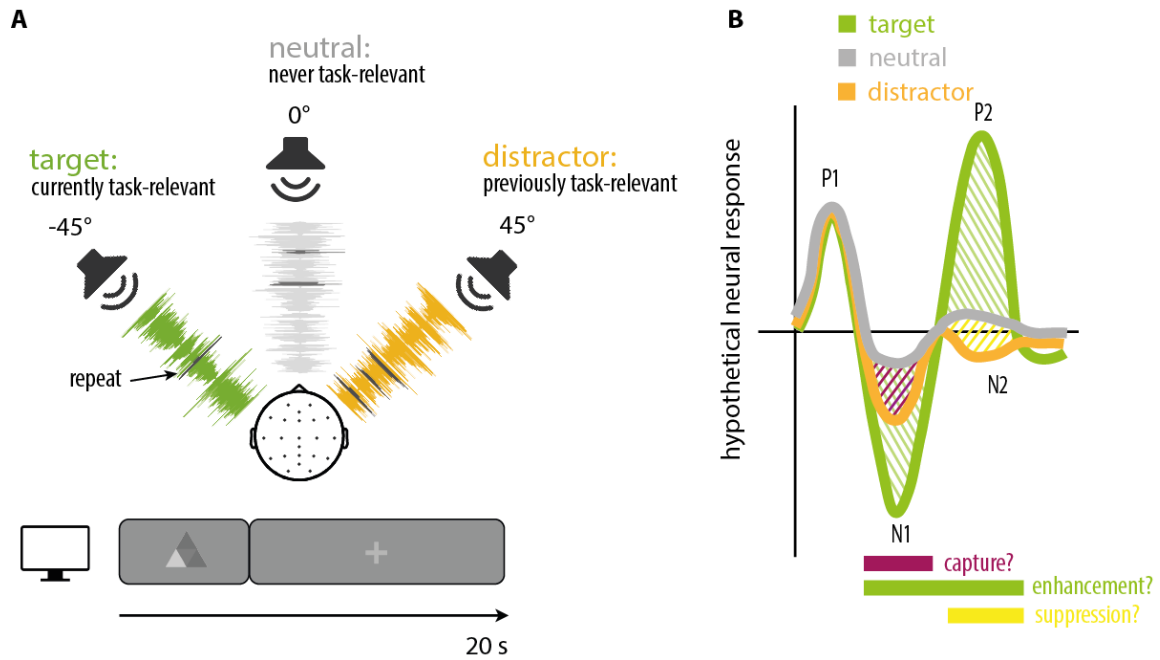 A
neutral:
never task-relevant
0°
target:
currently task-relevant
-45°
distractor:
previously task-relevant
45°
repeat
20 s
B
target
neutral
distractor
hypothetical neural response
P1
P2
N1
N2
capture?
enhancement?
suppression?